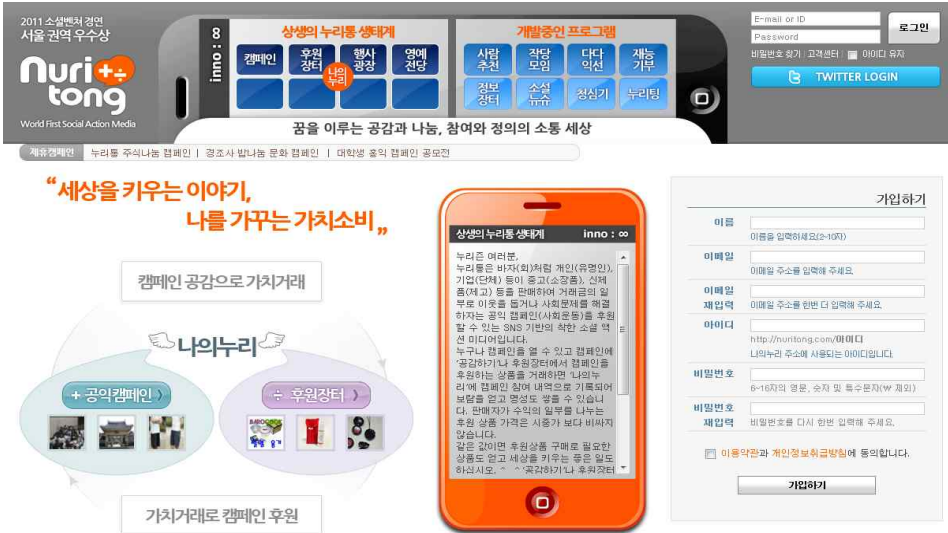 2011 소셜벤처 경연
서울 권역 우수상
Nuri
tong
World First Social Action Media
inno : ∞
상생의 누리통 생태계
캠페인
후원
장터
행사
광장
명예
전당
나의
누리
개발중인 프로그램
사람
추천
작당
모임
다다
익선
재능
기부
정보
장터
소셜
뉴슈
청심기
누리팅
꿈을 이루는 공감과 나눔, 참여와 정의의 소통 세상
E-mail or ID
Password
로그인
비밀번호 찾기 | 고객센터 | 아이디 유지
TWITTER LOGIN
제휴캠페인
누리통 주식나눔 캠페인 | 경조사 밥나눔 문화 캠페인 | 대학생 홍익 캠페인 공모전
“세상을 키우는 이야기,
나를 가꾸는 가치소비„
캠페인 공감으로 가치거래
나의누리
+ 공익캠페인 〉
÷ 후원장터 〉
가치거래로 캠페인 후원
상생의 누리통 생태계 inno : ∞
누리즌 여러분,
누리통은 바자(회)처럼 개인(유명인),
기업(단체) 등이 중고(소장품), 신제
품(제고) 등을 판매하여 거래금의 일
부로 이웃을 돕거나 사회문제를 해결
하자는 공익 캠페인(사회운동)을 후원
할 수 있는 SNS 기반의 착한 소셜 액
션 미디어입니다.
누구나 캠페인을 열 수 있고 캠페인에
'공감하기'나 후원장터에서 캠페인을
후원하는 상품을 거래하면 '나의누
리'에 캠페인 참여 내역으로 기록되어
보람을 얻고 명성도 쌓을 수 있습니
다. 판매자가 수익의 일부를 나누는
후원 상품 가격은 시중가 보다 비싸지
않습니다.
같은 값이면 후원상품 구매로 필요한
상품도 얻고 세상을 키우는 좋은 일도
하십시오. ^ ^ '공감하기'나 후원장터
가입하기
이름
이름을 입력하세요(2~10자)
이메일
이메일 주소를 입력해 주세요.
이메일
재입력
이메일 주소를 한번 더 입력해 주세요.
아이디
http://nuritong.com/아이디
나의누리 주소에 사용되는 아이디입니다.
비밀번호
6~16자의 영문, 숫자 및 특수문자(₩ 제외)
비밀번호
재입력
비밀번호를 다시 한번 입력해 주세요.
이용약관과 개인정보취급방침에 동의합니다.
가입하기